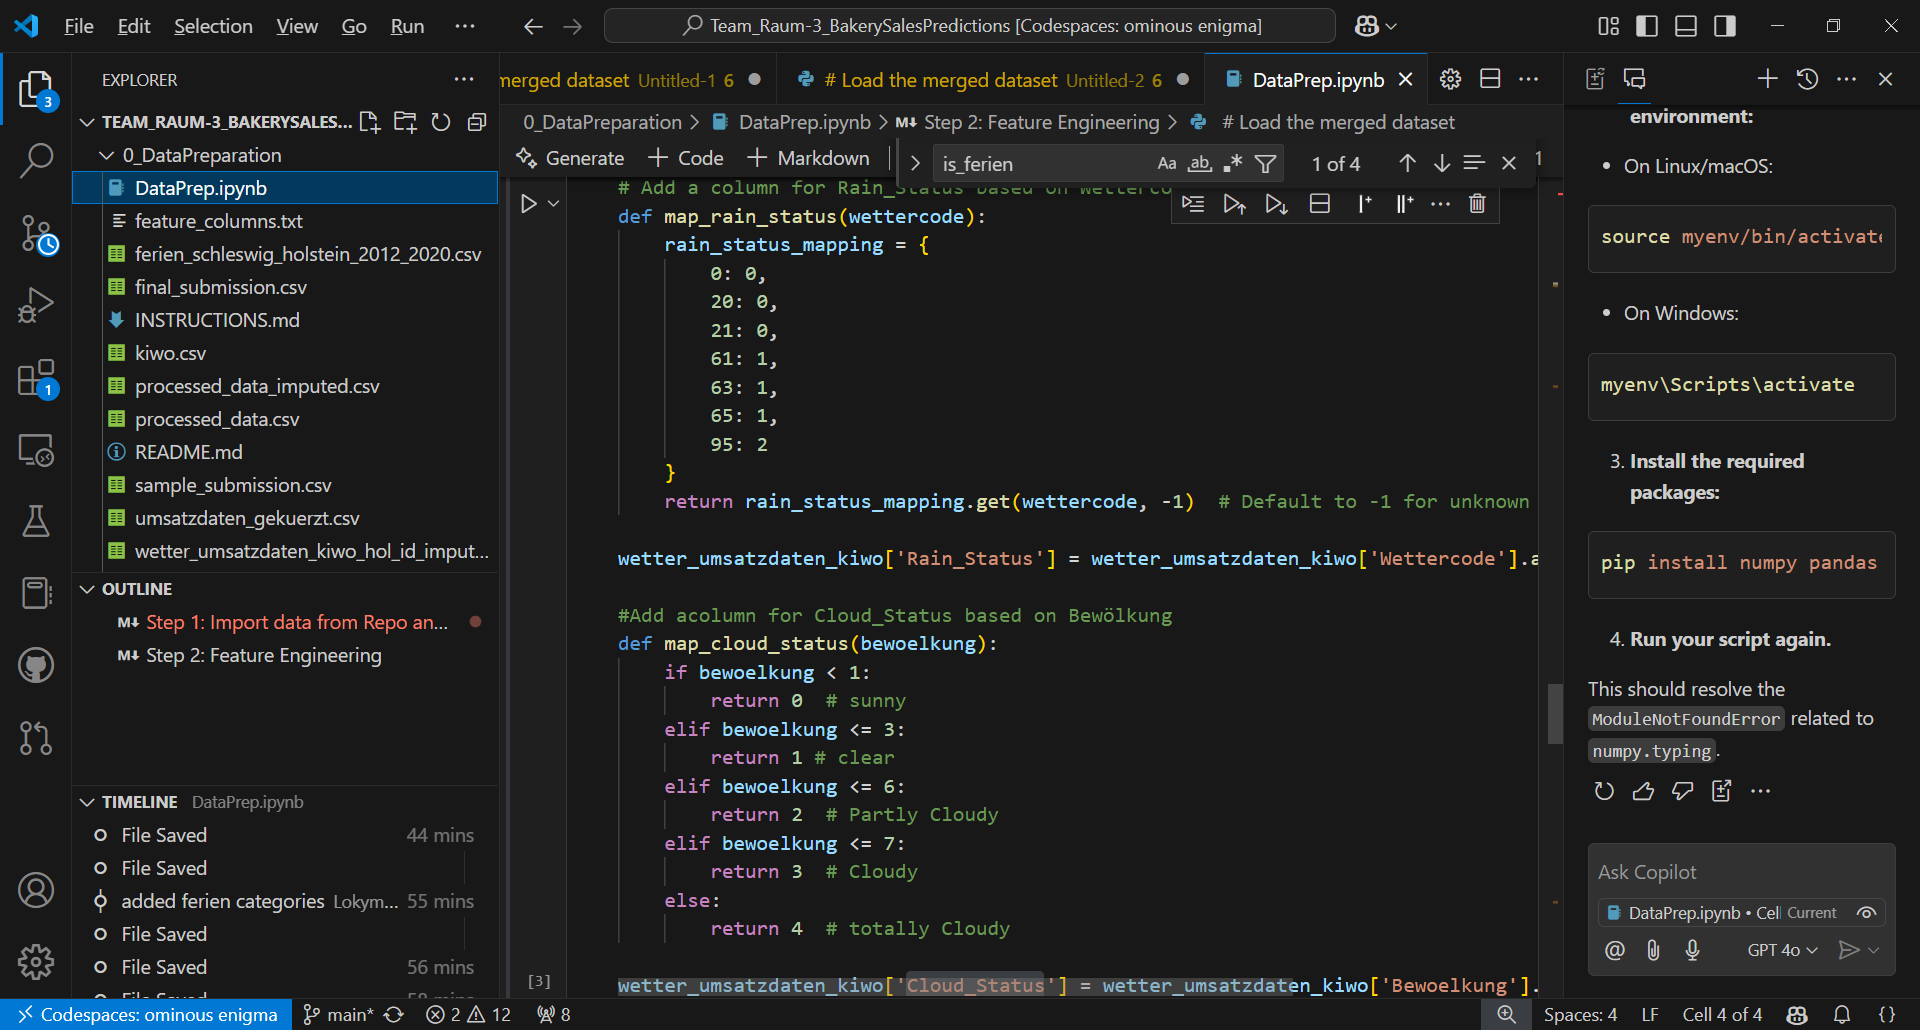 File Edit Selection View Go Run ···
Team_Raum-3_BakerySalesPredictions [Codespaces: ominous enigma]
EXPLORER
TEAM_RAUM-3_BAKERYSALES...
0_DataPreparation
DataPrep.ipynb
feature_columns.txt
ferien_schleswig_holstein_2012_2020.csv
final_submission.csv
INSTRUCTIONS.md
kiwo.csv
processed_data_imputed.csv
processed_data.csv
README.md
sample_submission.csv
umsatzdaten_gekuerzt.csv
wetter_umsatzdaten_kiwo_hol_id_imput...
OUTLINE
M↓ Step 1: Import data from Repo an...
M↓ Step 2: Feature Engineering
TIMELINE DataPrep.ipynb
File Saved 44 mins
File Saved
added ferien categories Lokym... 55 mins
File Saved
File Saved 56 mins
3
1
merged dataset Untitled-1 6
# Load the merged dataset Untitled-2 6
DataPrep.ipynb
0_DataPreparation > DataPrep.ipynb > M↓ Step 2: Feature Engineering > # Load the merged dataset
Generate + Code + Markdown
is_ferien Aa ab 1 of 4
# Add a column for Rain_Status based on Wetterco
def map_rain_status(wettercode):
rain_status_mapping = {
0: 0,
20: 0,
21: 0,
61: 1,
63: 1,
65: 1,
95: 2
}
return rain_status_mapping.get(wettercode, -1) # Default to -1 for unknown
wetter_umsatzdaten_kiwo['Rain_Status'] = wetter_umsatzdaten_kiwo['Wettercode'].a
#Add acolumn for Cloud_Status based on Bewölkung
def map_cloud_status(bewoelkung):
if bewoelkung < 1:
return 0 # sunny
elif bewoelkung <= 3:
return 1 # clear
elif bewoelkung <= 6:
return 2 # Partly Cloudy
elif bewoelkung <= 7:
return 3 # Cloudy
else:
return 4 # totally Cloudy
[3]
wetter_umsatzdaten_kiwo['Cloud_Status'] = wetter_umsatzdaten_kiwo['Bewoelkung'].
environment:
• On Linux/macOS:
source myenv/bin/activate
• On Windows:
myenv\Scripts\activate
3. Install the required
packages:
pip install numpy pandas
4. Run your script again.
This should resolve the
ModuleNotFoundError related to
numpy.typing.
Ask Copilot
DataPrep.ipynb • Cell Current
GPT 4o
Codespaces: ominous enigma main* 2 12 8
Spaces: 4 LF Cell 4 of 4 {}